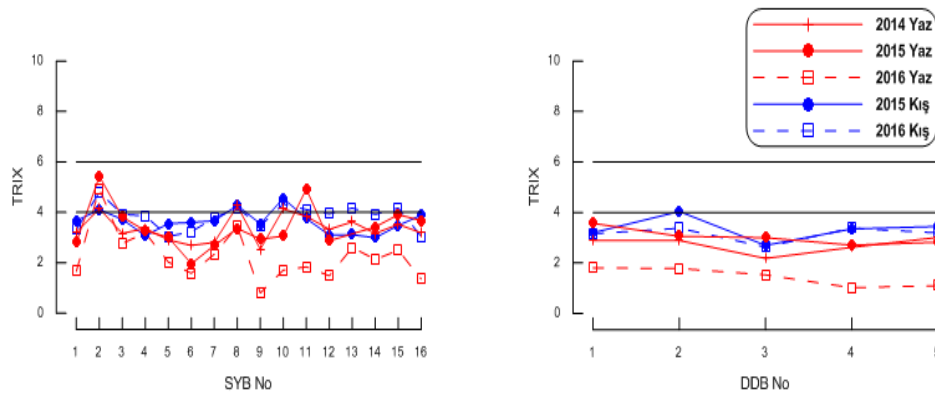 2014 Yaz
2015 Yaz
2016 Yaz
2015 Kış
2016 Kış
10
8
6
4
2
0
TRIX
1 2 3 4 5 6 7 8 9 10 11 12 13 14 15 16
SYB No
10
8
6
4
2
0
TRIX
1 2 3 4
DDB No